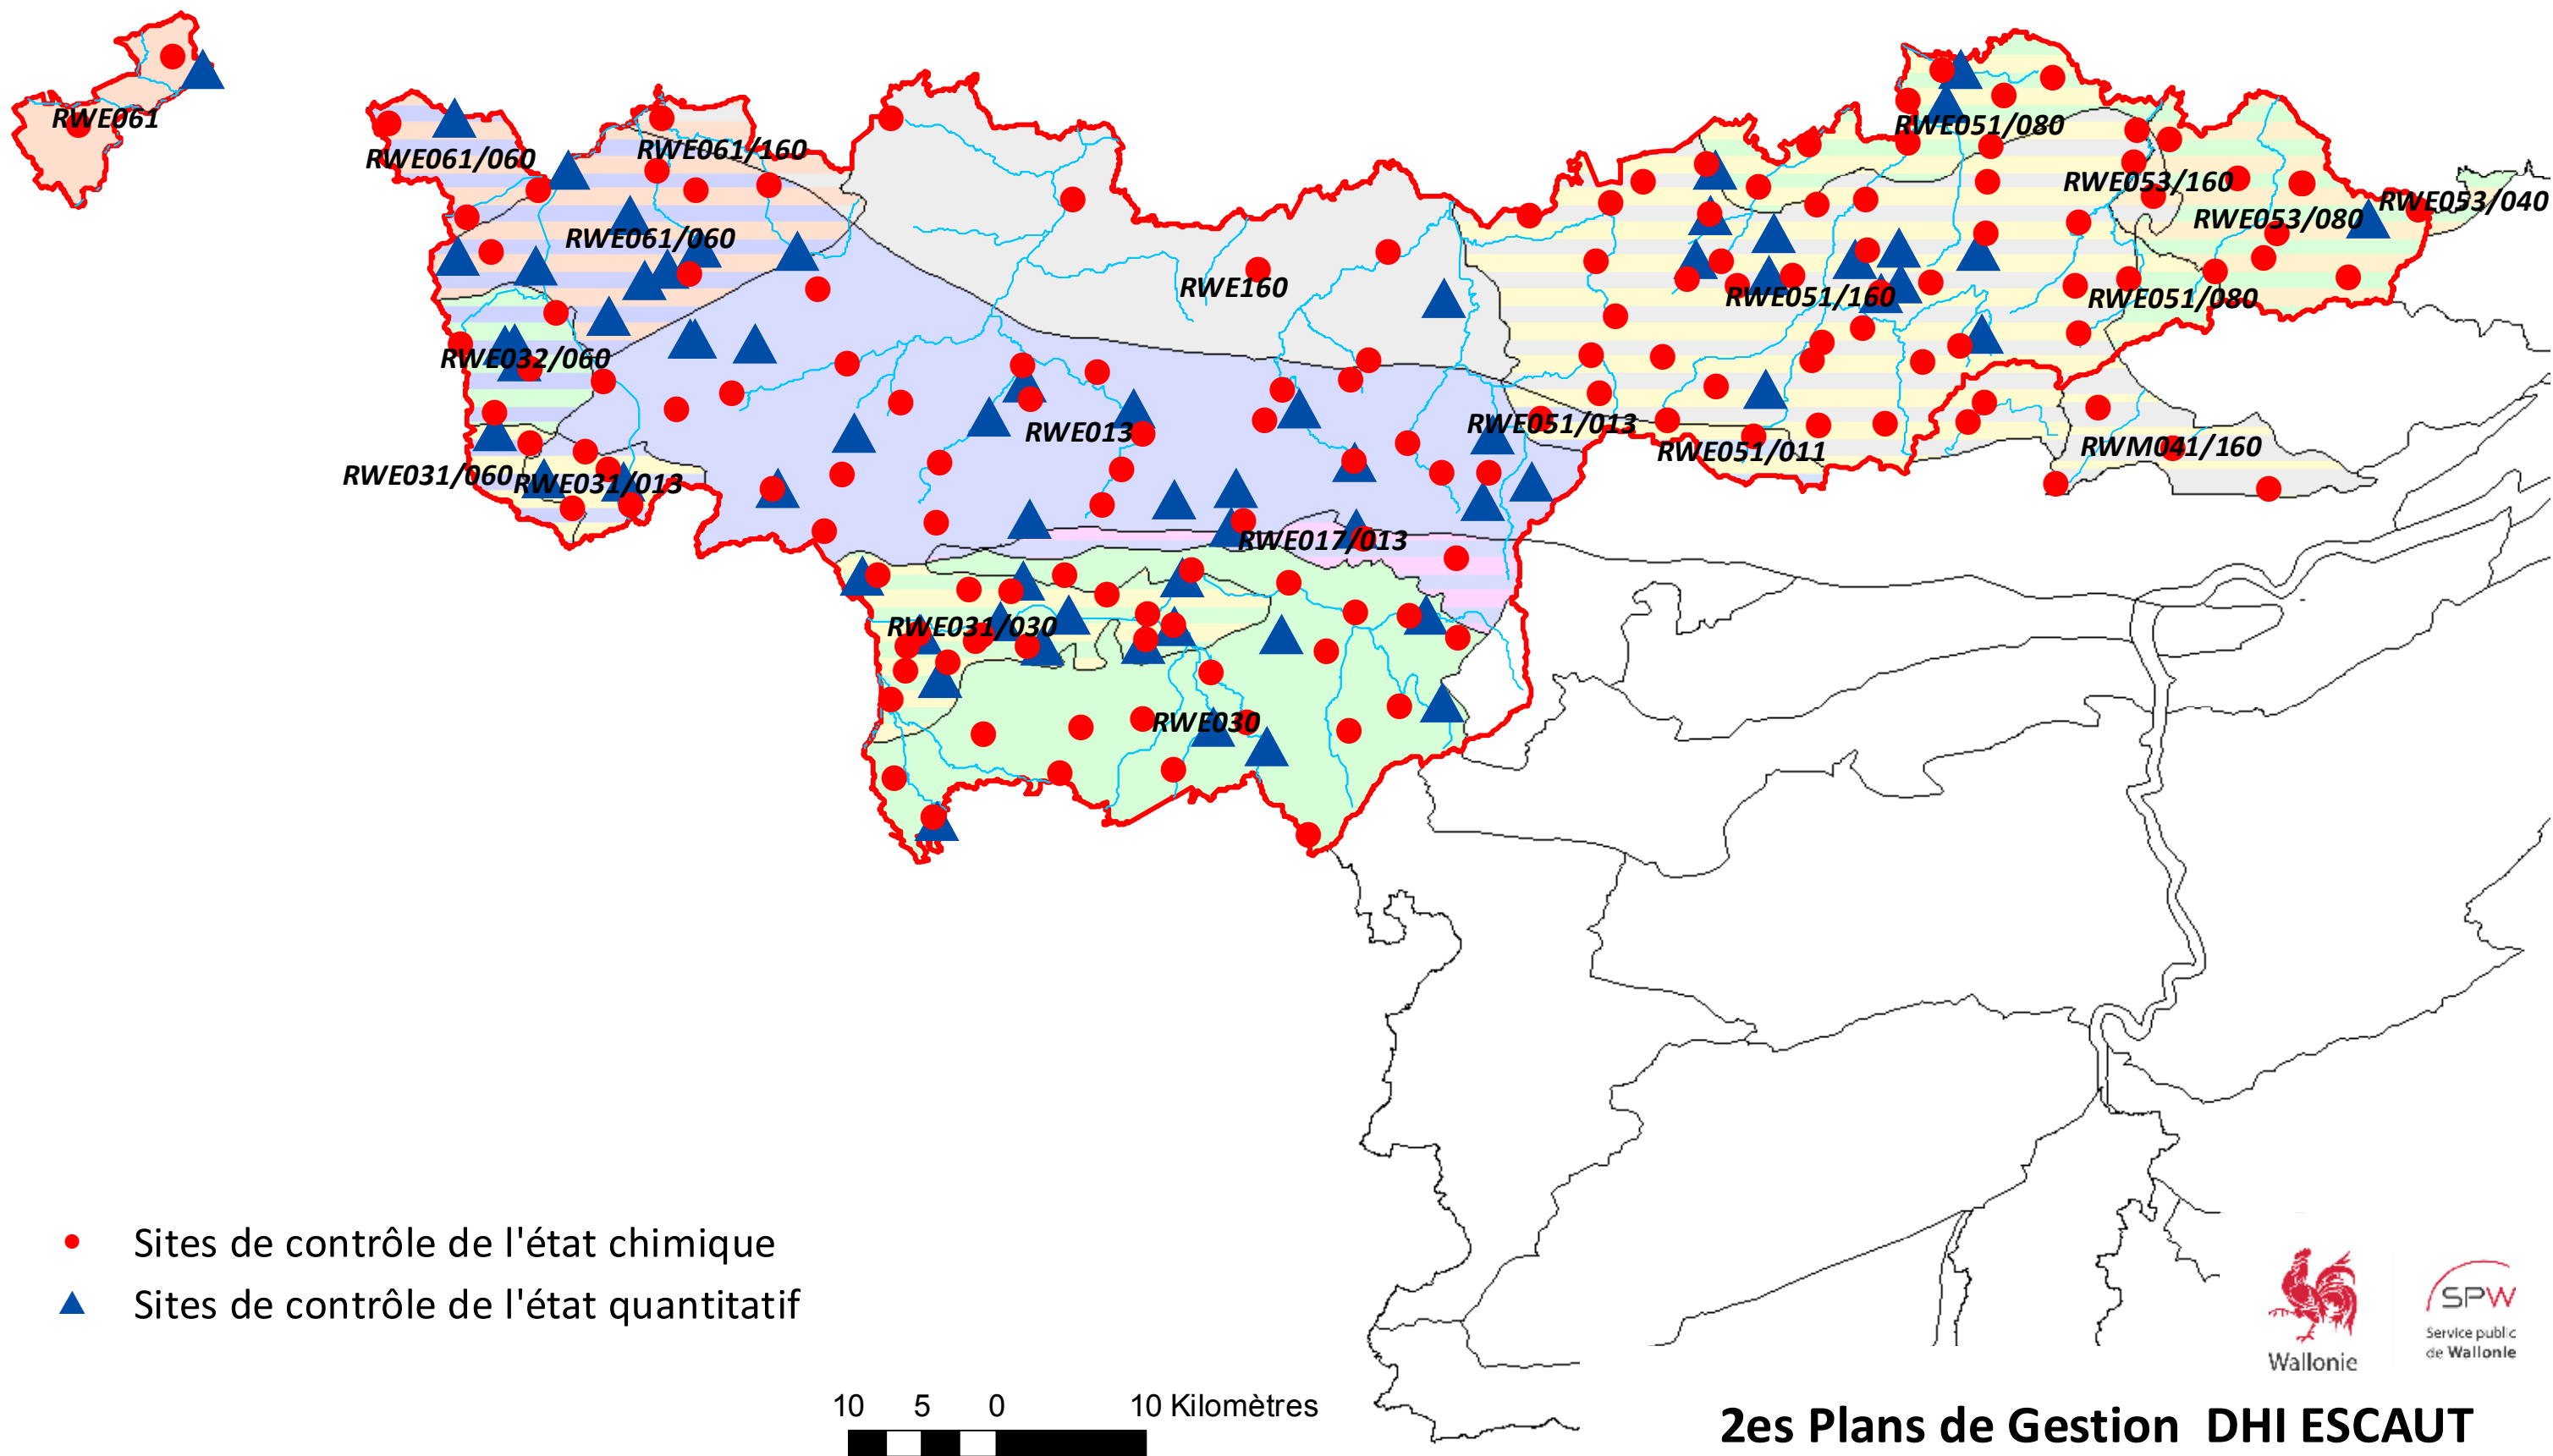 RWE061
RWE061/060
RWE061/160
RWE051/080
RWE053/160
RWE053/040
RWE053/080
RWE061/060
RWE160
RWE051/160
RWE051/080
RWE032/060
RWE013
RWE051/013
RWE051/011
RWM041/160
RWE031/060
RWE031/013
RWE017/013
RWE031/030
RWE030
Sites de contrôle de l'état chimique
Sites de contrôle de l'état quantitatif
10 5 0 10 Kilomètres
Wallonie
SPW
Service public
de Wallonie
2es Plans de Gestion DHI ESCAUT